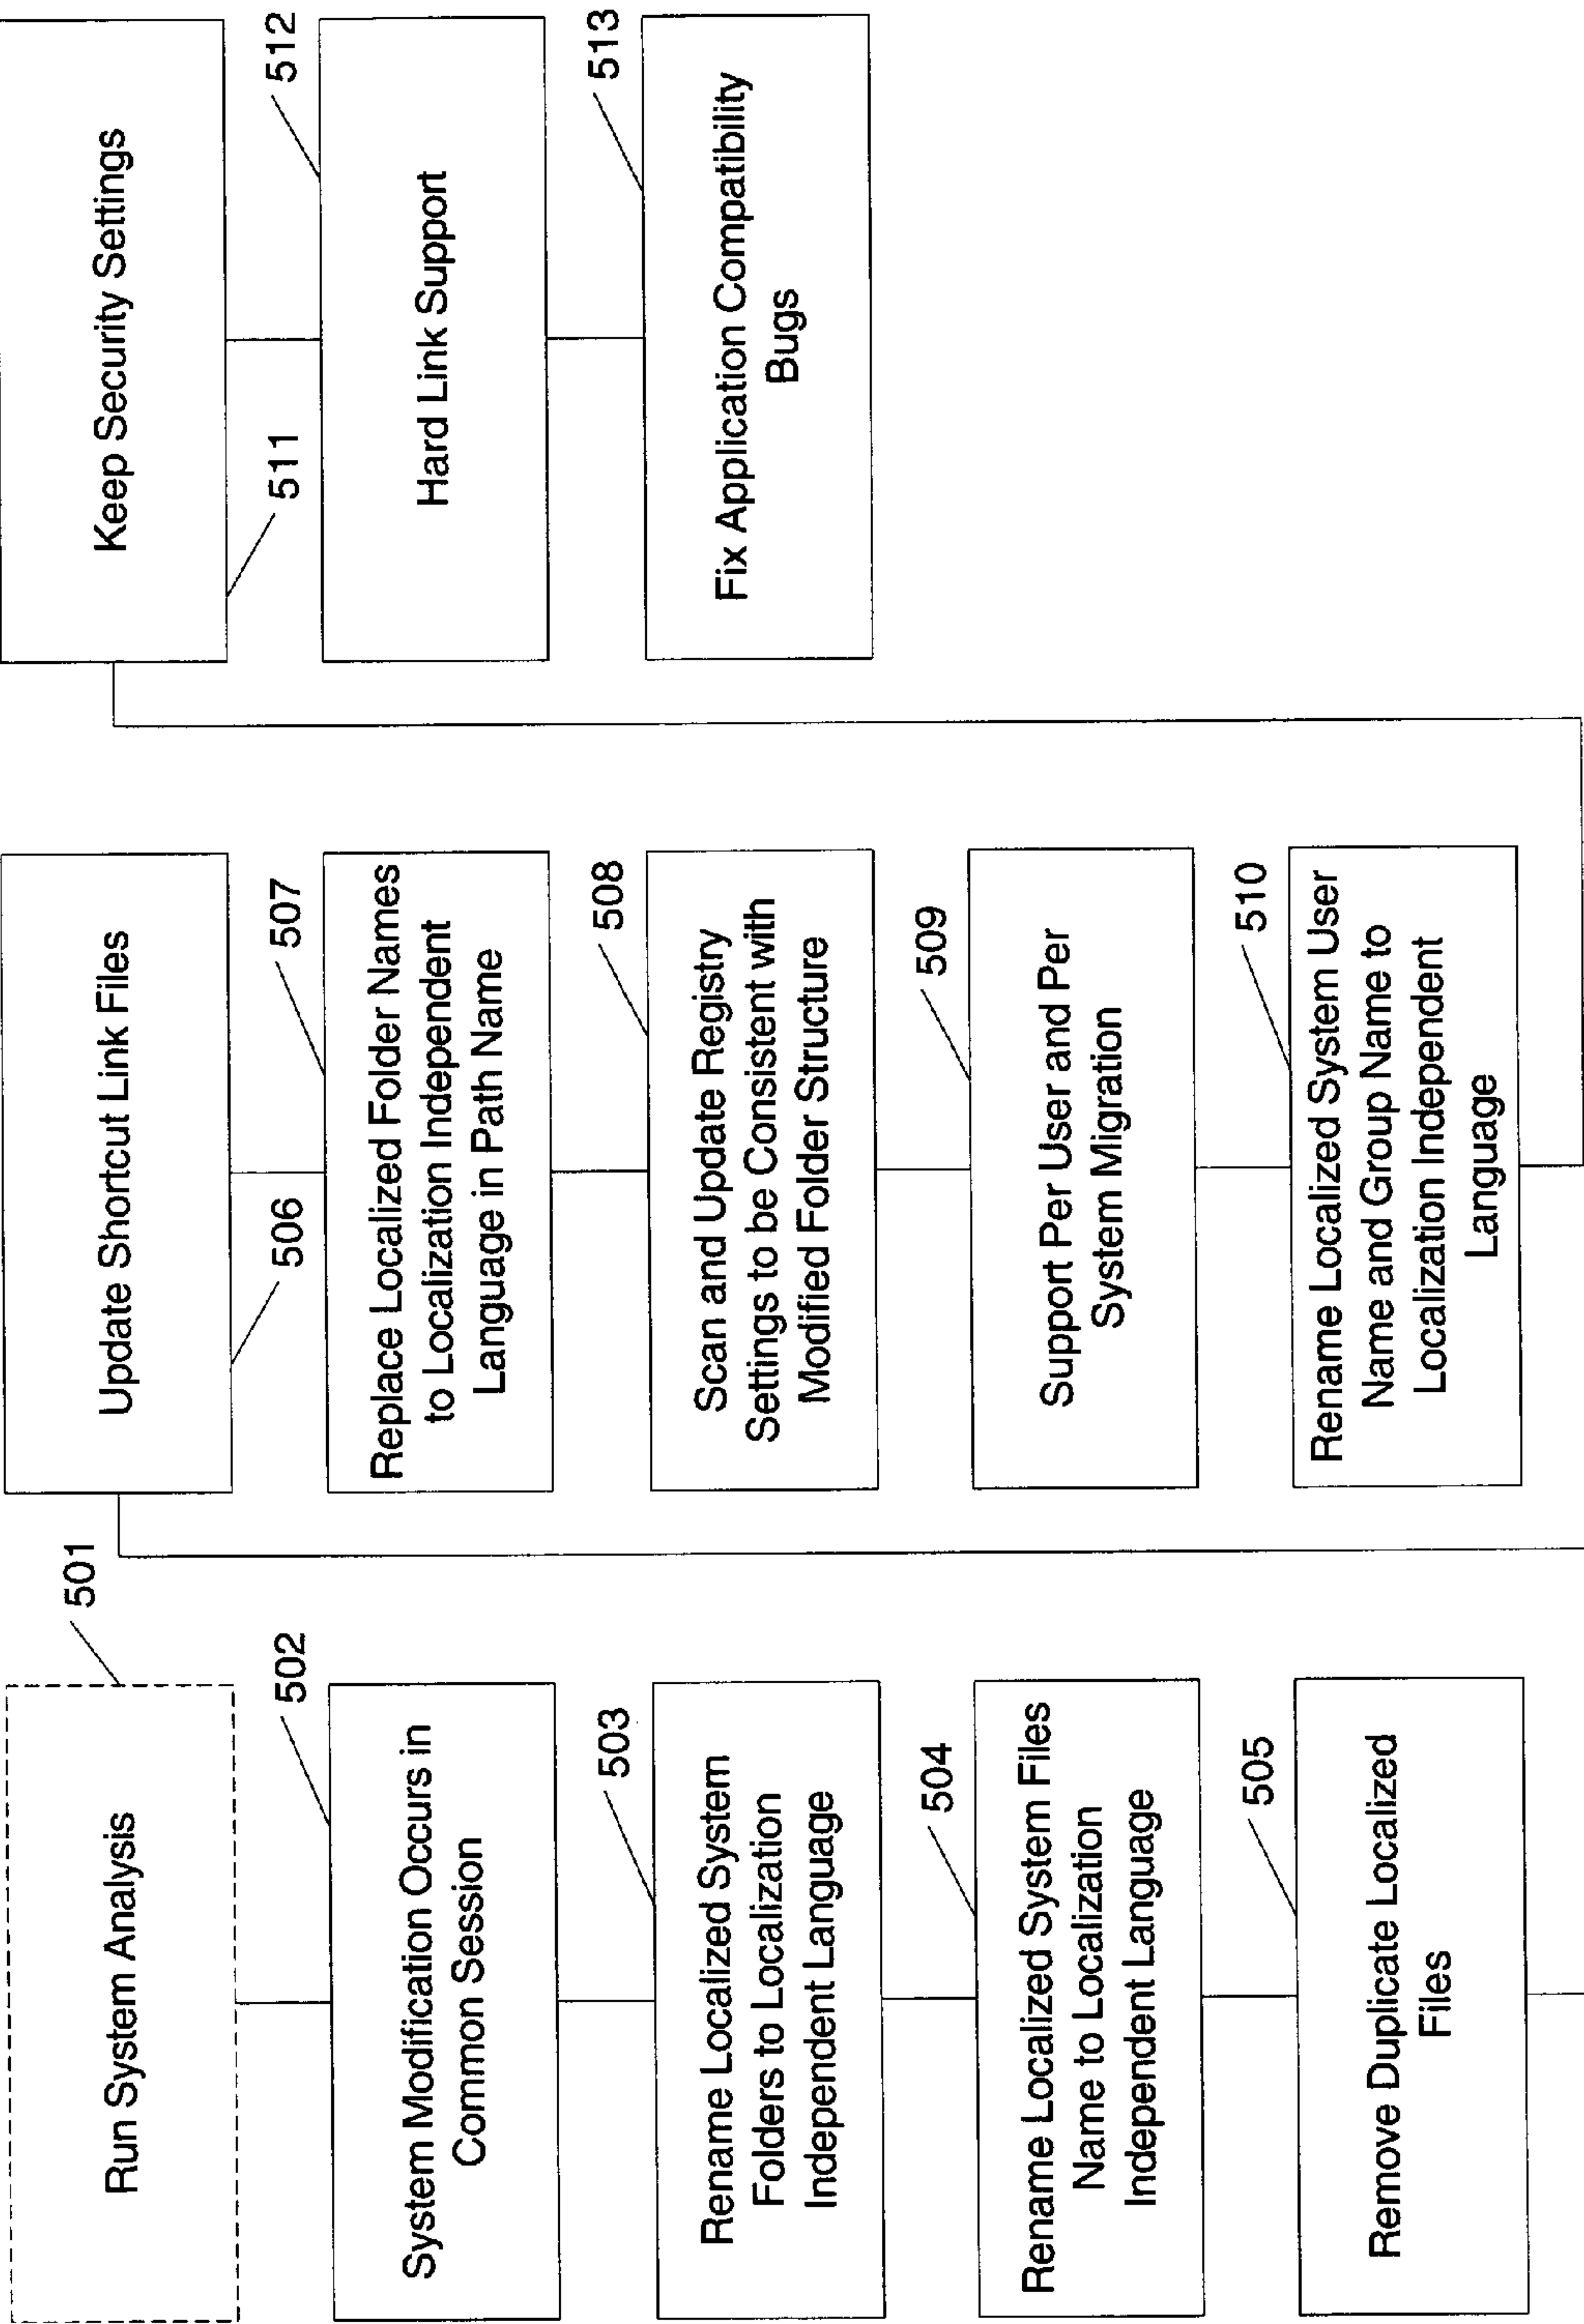 501
Run System Analysis
502
System Modification Occurs in
Common Session
503
Rename Localized System
Folders to Localization
Independent Language
504
Rename Localized System Files
Name to Localization
Independent Language
505
Remove Duplicate Localized
Files
Update Shortcut Link Files
506
507
Replace Localized Folder Names
to Localization Independent
Language in Path Name
508
Scan and Update Registry
Settings to be Consistent with
Modified Folder Structure
509
Support Per User and Per
System Migration
510
Rename Localized System User
Name and Group Name to
Localization Independent
Language
Keep Security Settings
511
512
Hard Link Support
513
Fix Application Compatibility
Bugs